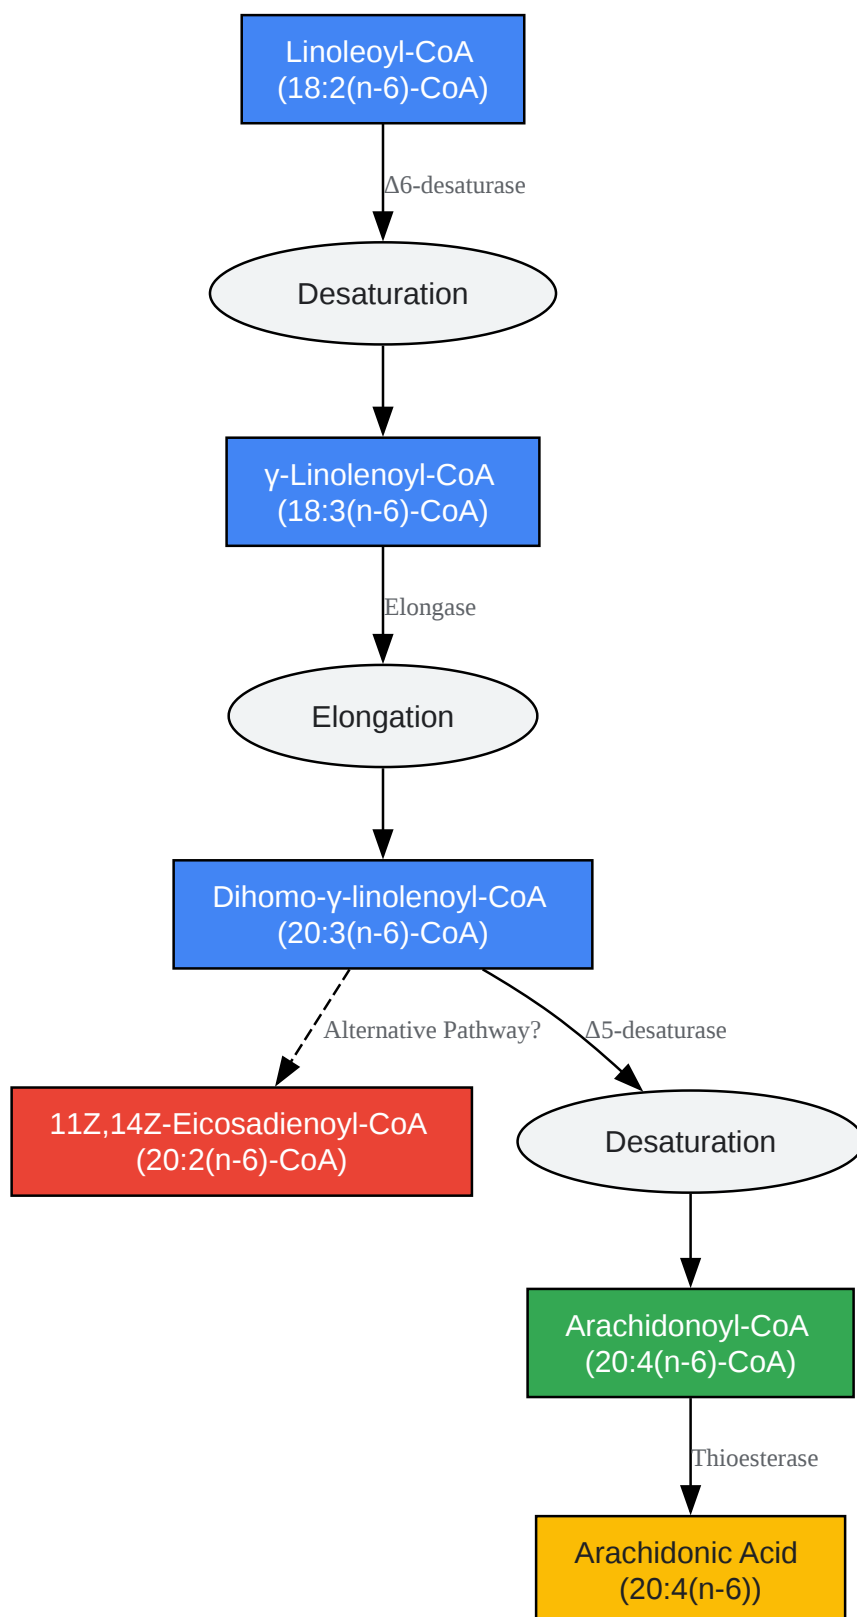 Linoleoyl-CoA
(18:2(n-6)-CoA)
Δ6-desaturase
Desaturation
γ-Linolenoyl-CoA
(18:3(n-6)-CoA)
Elongase
Elongation
Dihomo-γ-linolenoyl-CoA
(20:3(n-6)-CoA)
Alternative Pathway?
Δ5-desaturase
11Z,14Z-Eicosadienoyl-CoA
(20:2(n-6)-CoA)
Desaturation
Arachidonoyl-CoA
(20:4(n-6)-CoA)
Thioesterase
Arachidonic Acid
(20:4(n-6))